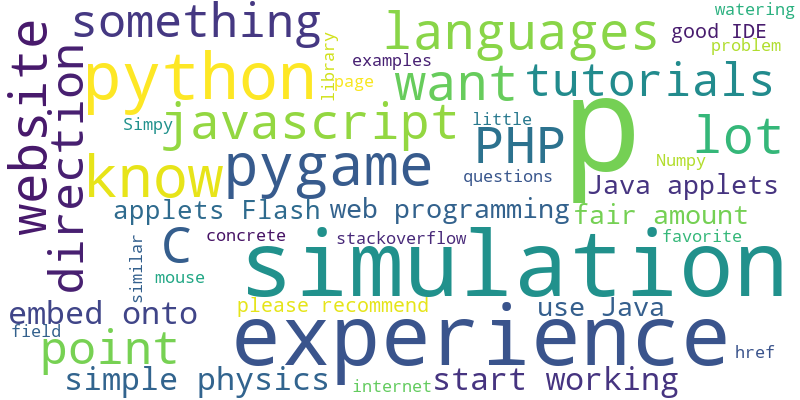 watering
something
languages
good IDE
problem
website
direction
python
library
examples
page
want
tutorials
p
Simpy
javascript
little
PHP
lot
know
pygame
questions
Numpy
Java applets
applets Flash
web programming
fair amount
C
concrete
stackoverflow
favorite
similar
mouse
simulation
embed onto
please recommend
use Java
field
point
experience
href
simple physics
internet
start working